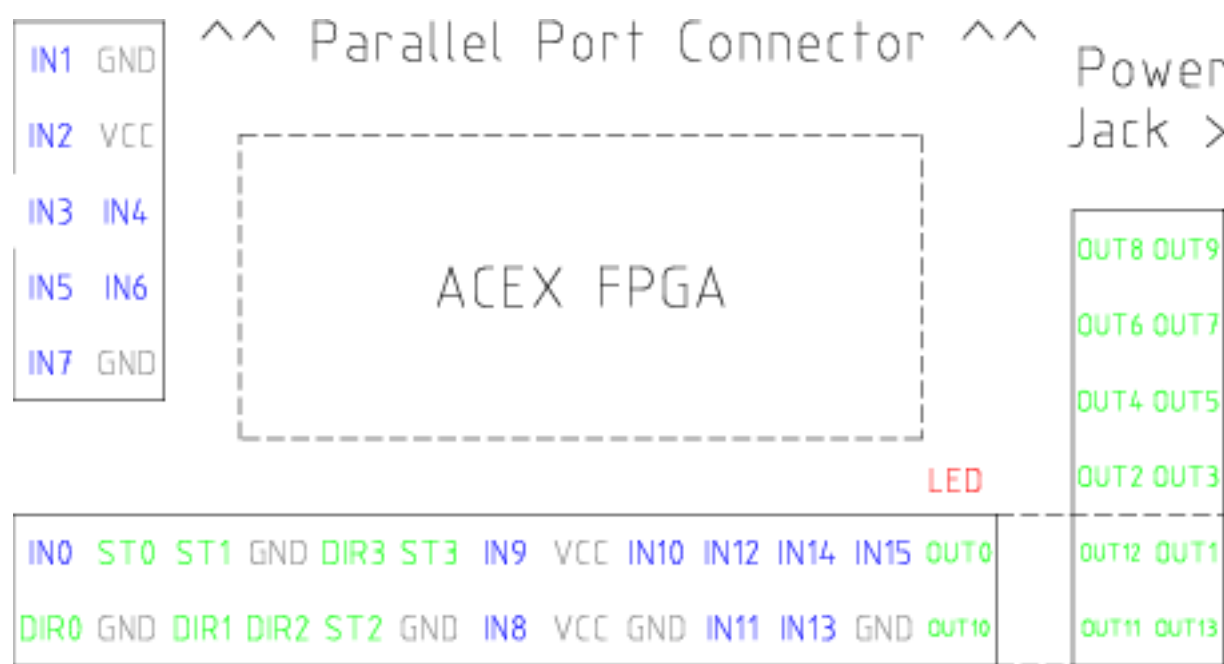 ^^ Parallel Port Connector ^^
Power
Jack >
IN1 GND
IN2 VCC
IN3 IN4
IN5 IN6
IN7 GND
ACEX FPGA
OUT8 OUT9
OUT6 OUT7
OUT4 OUT5
OUT2 OUT3
OUT12 OUT1
OUT11 OUT13
LED
IN0 ST0 ST1 GND DIR3 ST3 IN9 VCC IN10 IN12 IN14 IN15 OUT0
DIR0 GND DIR1 DIR2 ST2 GND IN8 VCC GND IN11 IN13 GND OUT10